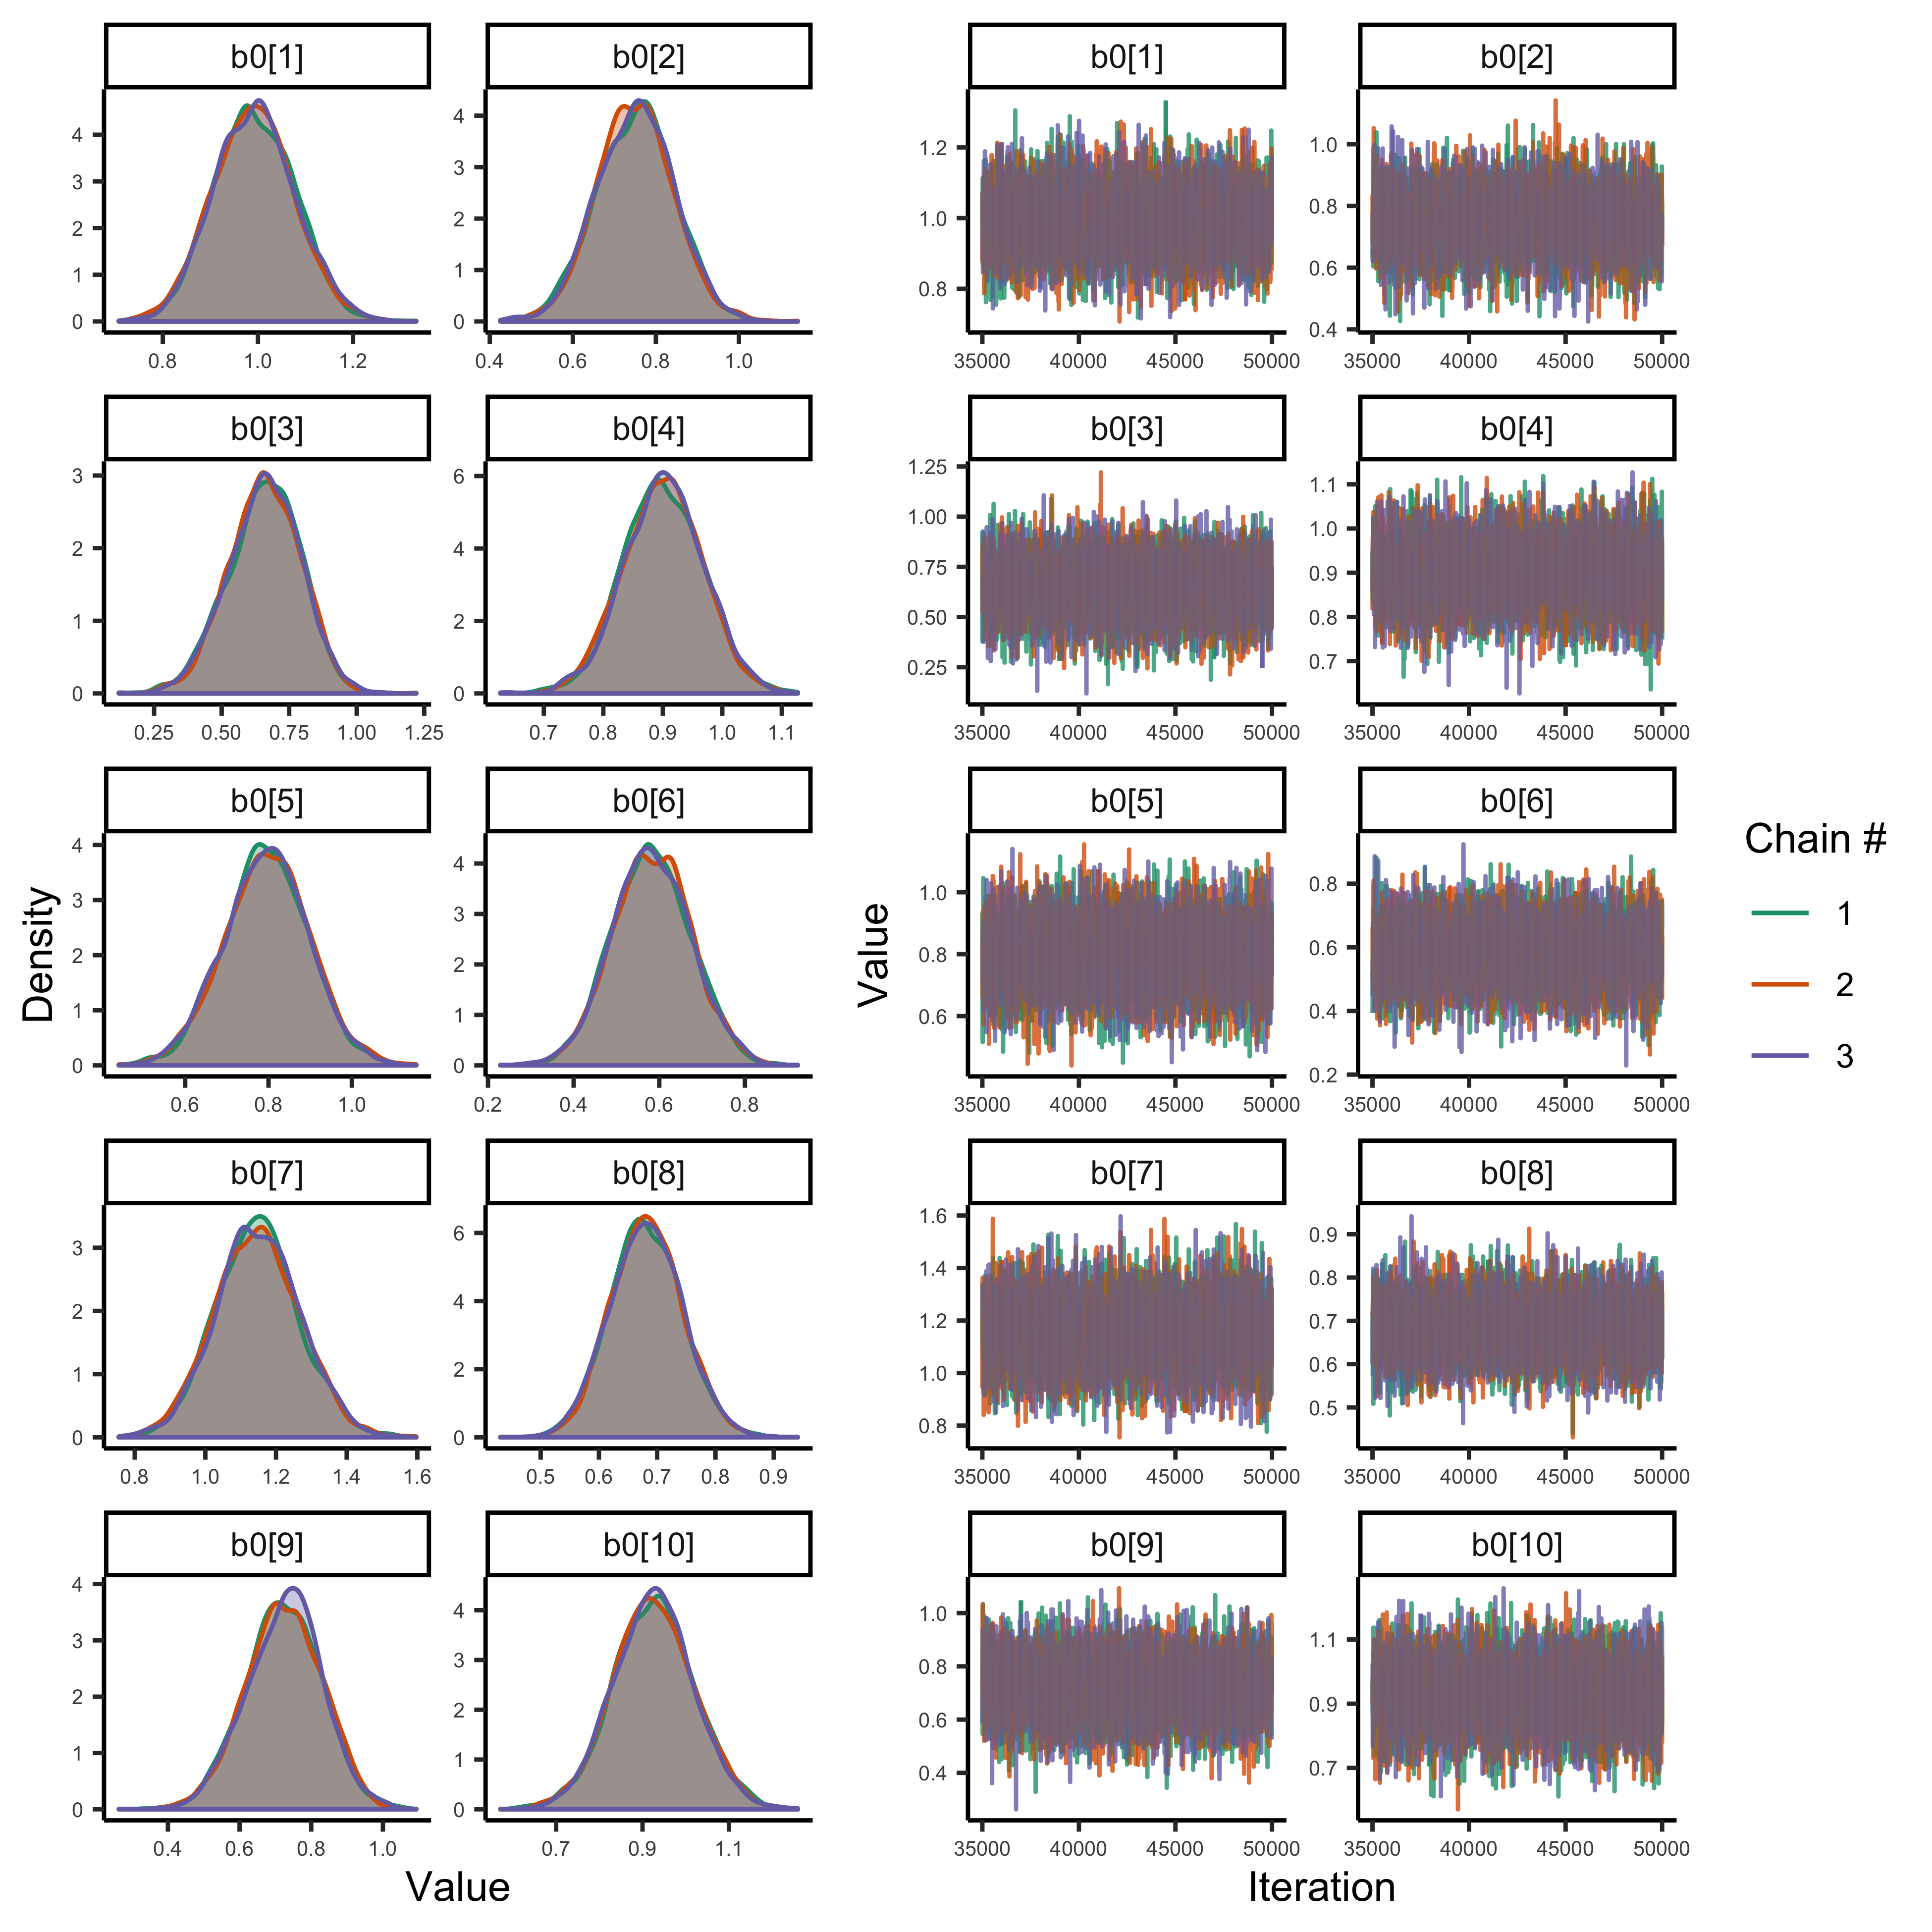 b0[1] b0[2] b0[1] b0[2]
4 3 2 1 0
4 3 2 1 0
1.2 1.0 0.8
1.0 0.8 0.6 0.4
0.8 1.0 1.2 0.4 0.6 0.8 1.0 35000 40000 45000 50000 35000 40000 45000 50000
b0[3] b0[4] b0[3] b0[4]
3 2 1 0
6 4 2 0
1.25 1.00 0.75 0.50 0.25
1.1 1.0 0.9 0.8 0.7
0.25 0.50 0.75 1.00 1.25 0.7 0.8 0.9 1.0 1.1 35000 40000 45000 50000 35000 40000 45000 50000
b0[5] b0[6] b0[5] b0[6]
Density
4 3 2 1 0
4 3 2 1 0
Value
1.0 0.8 0.6
0.8 0.6 0.4 0.2
0.6 0.8 1.0 0.2 0.4 0.6 0.8 35000 40000 45000 50000 35000 40000 45000 50000
Chain #
1
2
3
b0[7] b0[8] b0[7] b0[8]
3 2 1 0
6 4 2 0
1.6 1.4 1.2 1.0 0.8
0.9 0.8 0.7 0.6 0.5
0.8 1.0 1.2 1.4 1.6 0.5 0.6 0.7 0.8 0.9 35000 40000 45000 50000 35000 40000 45000 50000
b0[9] b0[10] b0[9] b0[10]
4 3 2 1 0
4 3 2 1 0
1.0 0.8 0.6 0.4
1.1 0.9 0.7
0.4 0.6 0.8 1.0 0.7 0.9 1.1 35000 40000 45000 50000 35000 40000 45000 50000
Value Iteration